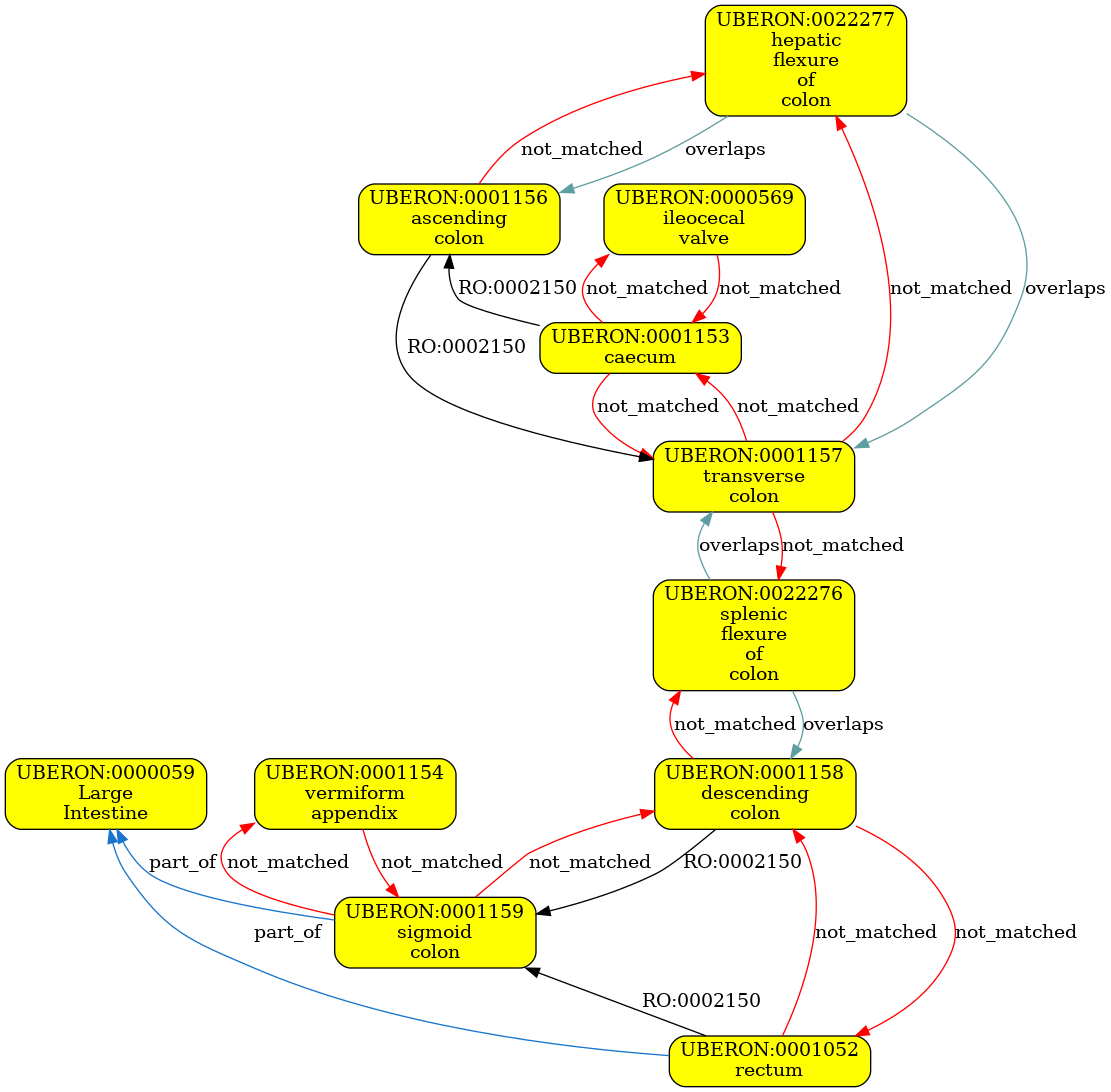 UBERON:0022277
hepatic
flexure
of
colon
not_matched
overlaps
UBERON:0001156
ascending
colon
UBERON:0000569
ileocecal
valve
RO:0002150
not_matched
not_matched
not_matched
overlaps
RO:0002150
UBERON:0001153
caecum
not_matched
not_matched
UBERON:0001157
transverse
colon
overlaps
not_matched
UBERON:0022276
splenic
flexure
of
colon
not_matched
overlaps
UBERON:0000059
Large
Intestine
UBERON:0001154
vermiform
appendix
UBERON:0001158
descending
colon
part_of
not_matched
not_matched
not_matched
RO:0002150
UBERON:0001159
sigmoid
colon
part_of
not_matched
not_matched
RO:0002150
UBERON:0001052
rectum